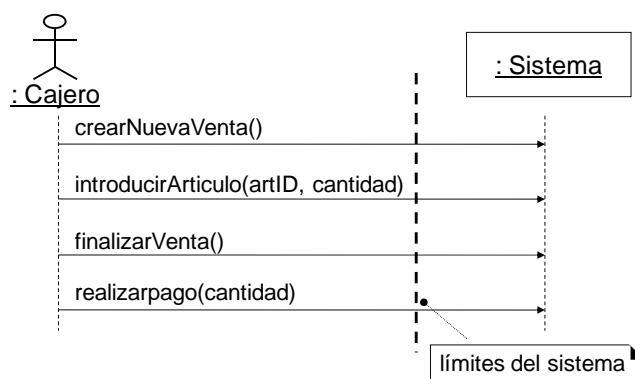 : Sistema
: Cajero
crearNuevaVenta()
introducirArticulo(artID, cantidad)
finalizarVenta()
realizarpago(cantidad)
límites del sistema